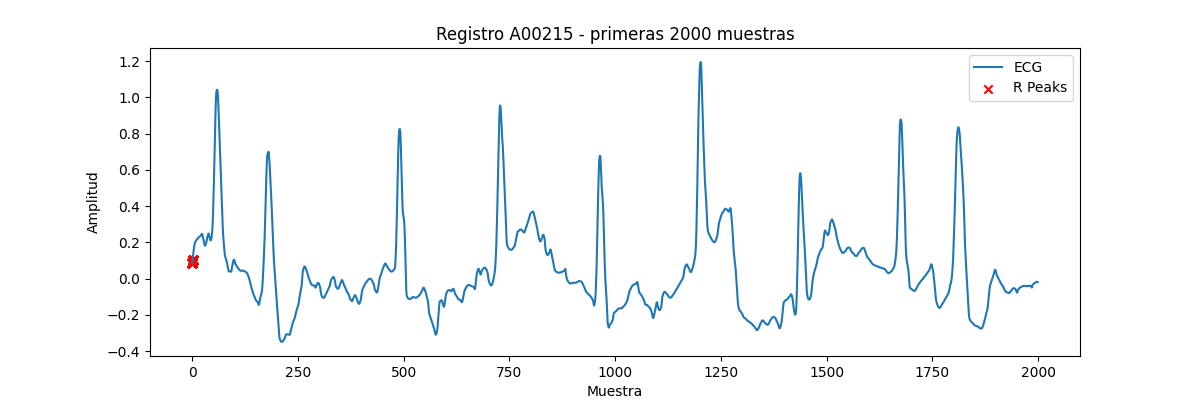 Registro A00215 - primeras 2000 muestras
ECG
R Peaks
Amplitud
1.2
1.0
0.8
0.6
0.4
0.2
0.0
−0.2
−0.4
0 250 500 750 1000 1250 1500 1750 2000
Muestra